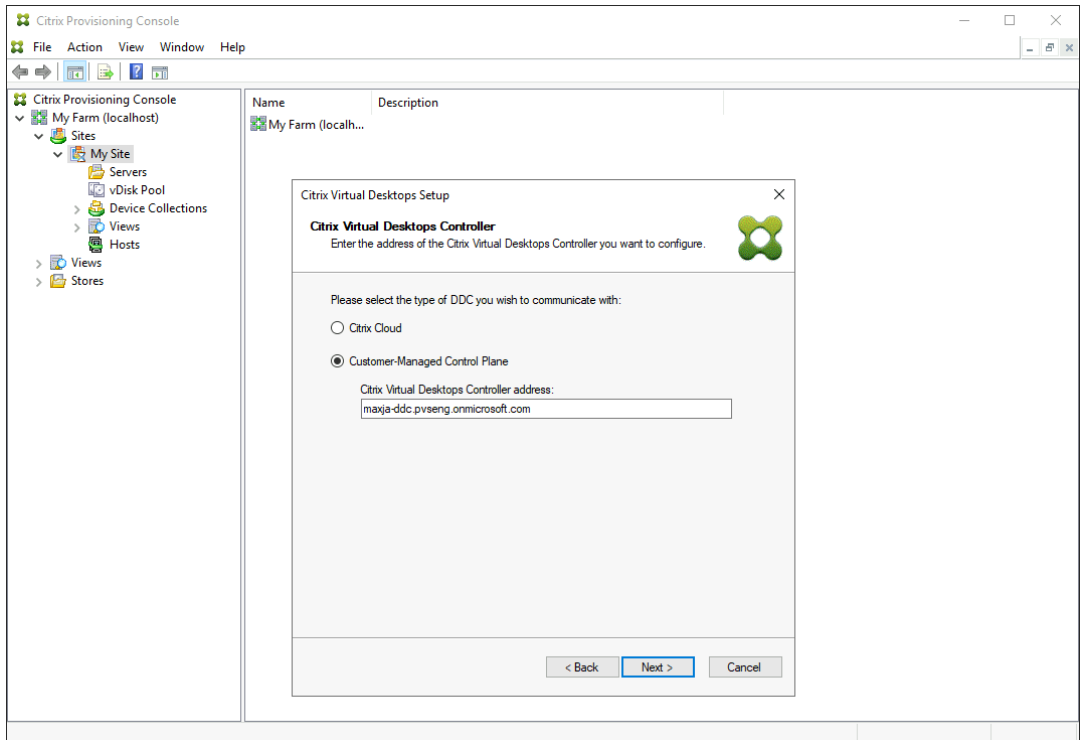 Citrix Provisioning Console
File Action View Window Help
Citrix Provisioning Console
My Farm (localhost)
Sites
My Site
Servers
vDisk Pool
Device Collections
Views
Hosts
Views
Stores
Name Description
My Farm (localh...
Citrix Virtual Desktops Setup
Citrix Virtual Desktops Controller
Enter the address of the Citrix Virtual Desktops Controller you want to configure.
Please select the type of DDC you wish to communicate with:
Citrix Cloud
Customer-Managed Control Plane
Citrix Virtual Desktops Controller address:
maxja-ddc.pvseng.onmicrosoft.com
< Back Next > Cancel